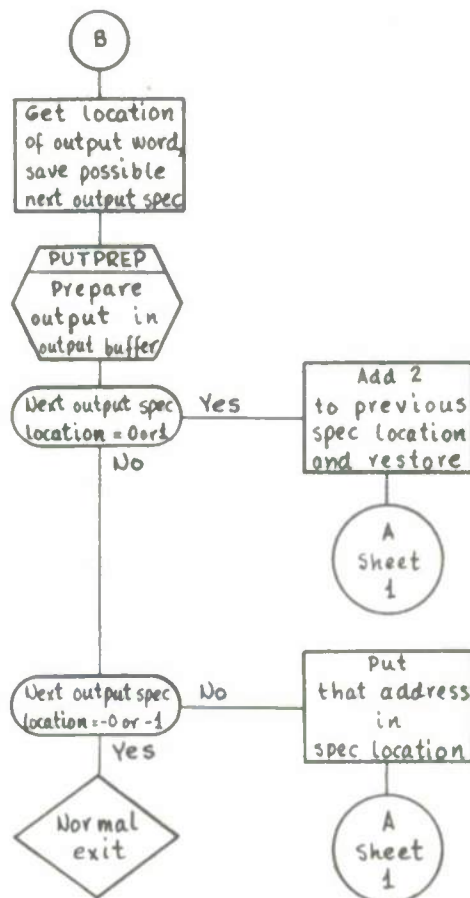 B
Get location
of output word,
save possible
next output spec
PUTPREP
Prepare
output in
output buffer
Next output spec
location = 0 or 1
Yes
No
Add 2
to previous
spec location
and restore
A
Sheet
1
Next output spec
location = -0 or -1
No
Yes
Put
that address
in
spec location
Normal
exit
A
Sheet
1